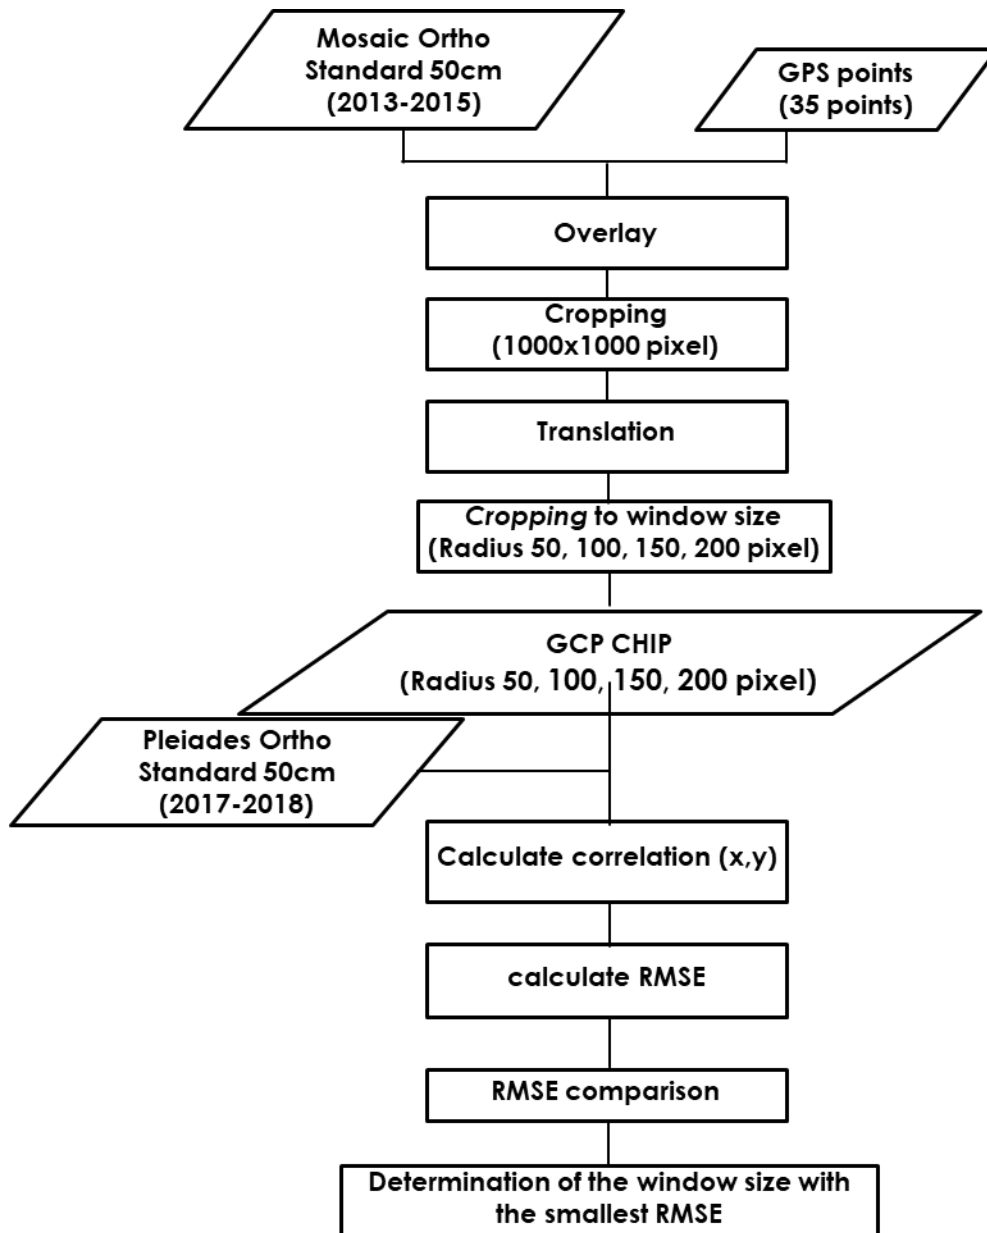 Mosaic Ortho
Standard 50cm
(2013-2015)
GPS points
(35 points)
Overlay
Cropping
(1000x1000 pixel)
Translation
Cropping to window size
(Radius 50, 100, 150, 200 pixel)
GCP CHIP
(Radius 50, 100, 150, 200 pixel)
Pleiades Ortho
Standard 50cm
(2017-2018)
Calculate correlation (x,y)
calculate RMSE
RMSE comparison
Determination of the window size with
the smallest RMSE